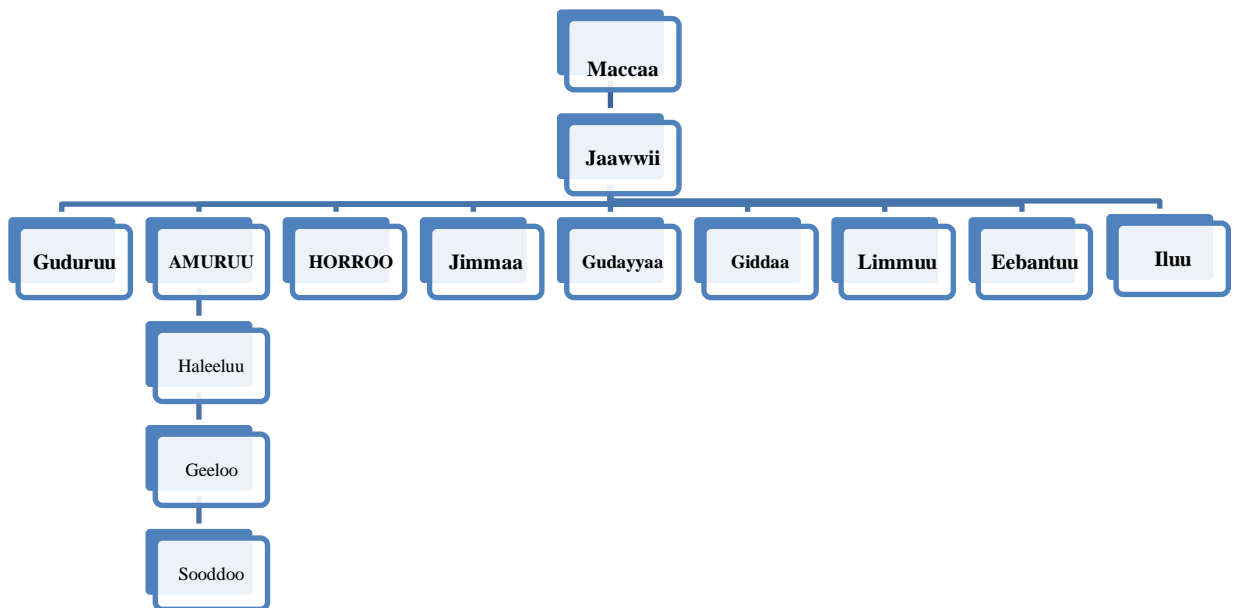 Maccaa
Jaawwii
Guduruu AMURUU HORROO Jimmaa Gudayyaa Giddaa Limmuu Eebantuu Iluu
Haleeluu
Geeloo
Sooddoo